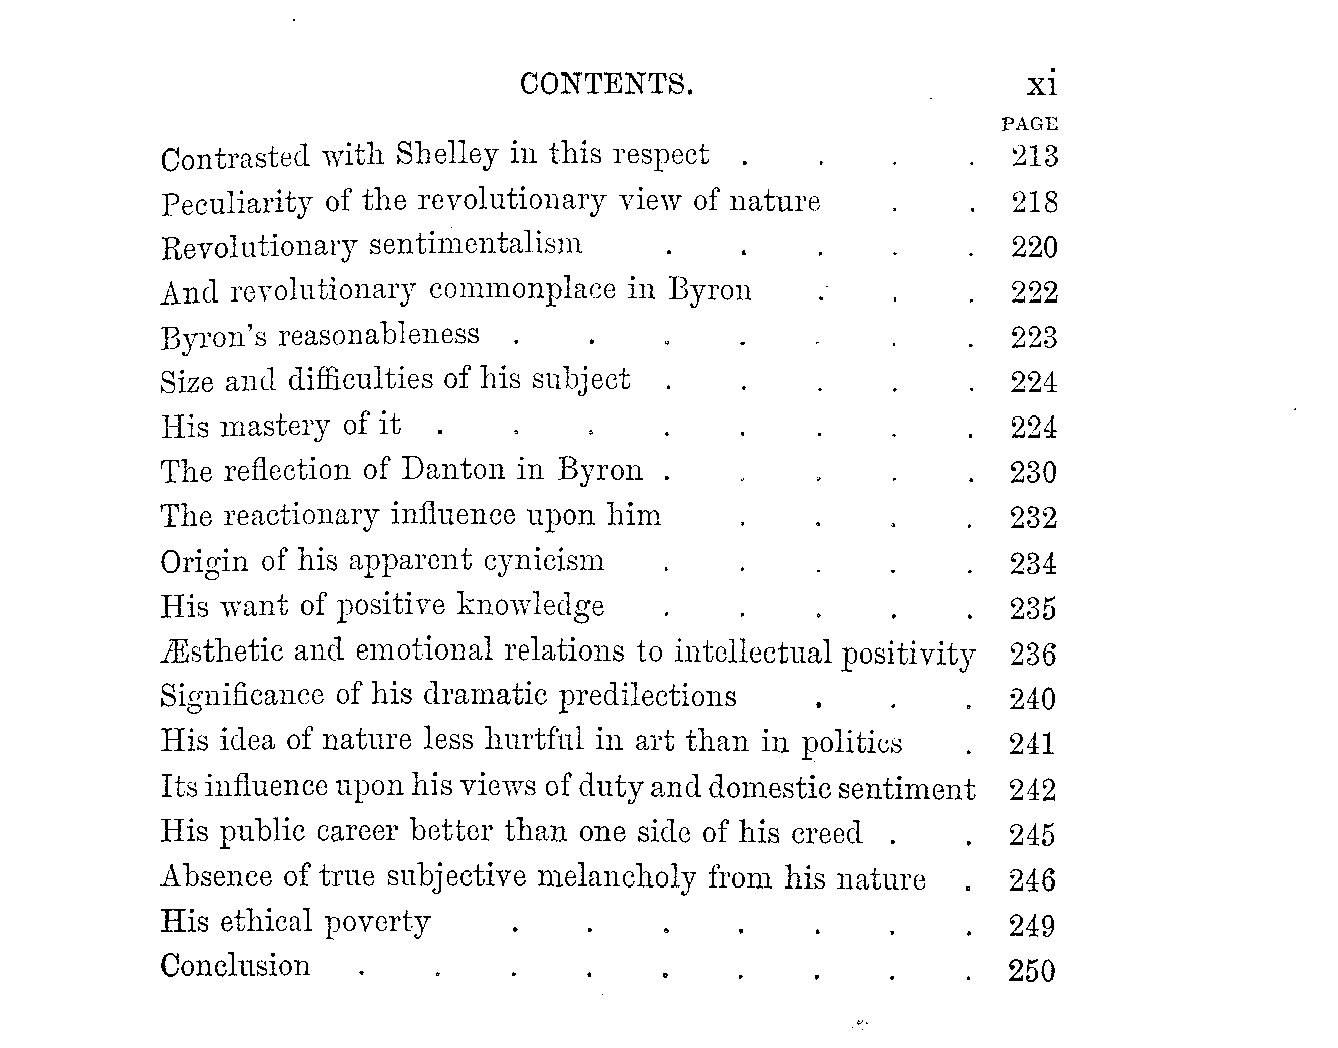 CONTENTS. xi
PAGE
Contrasted with Shelley in this respect . . . . 213
Peculiarity of the revolutionary view of nature . . 218
Revolutionary sentimentalism . . . . . 220
And revolutionary commonplace in Byron . . . 222
Byron's reasonableness . . . . . . . 223
Size and difficulties of his subject . . . . . 224
His mastery of it . . . . . . . . 224
The reflection of Danton in Byron . . . . . 230
The reactionary influence upon him . . . . 232
Origin of his apparent cynicism . . . . . 234
His want of positive knowledge . . . . . 235
Æsthetic and emotional relations to intellectual positivity 236
Significance of his dramatic predilections . . . 240
His idea of nature less hurtful in art than in politics . 241
Its influence upon his views of duty and domestic sentiment 242
His public career better than one side of his creed . . 245
Absence of true subjective melancholy from his nature . 246
His ethical poverty . . . . . . . 249
Conclusion . . . . . . . . . 250